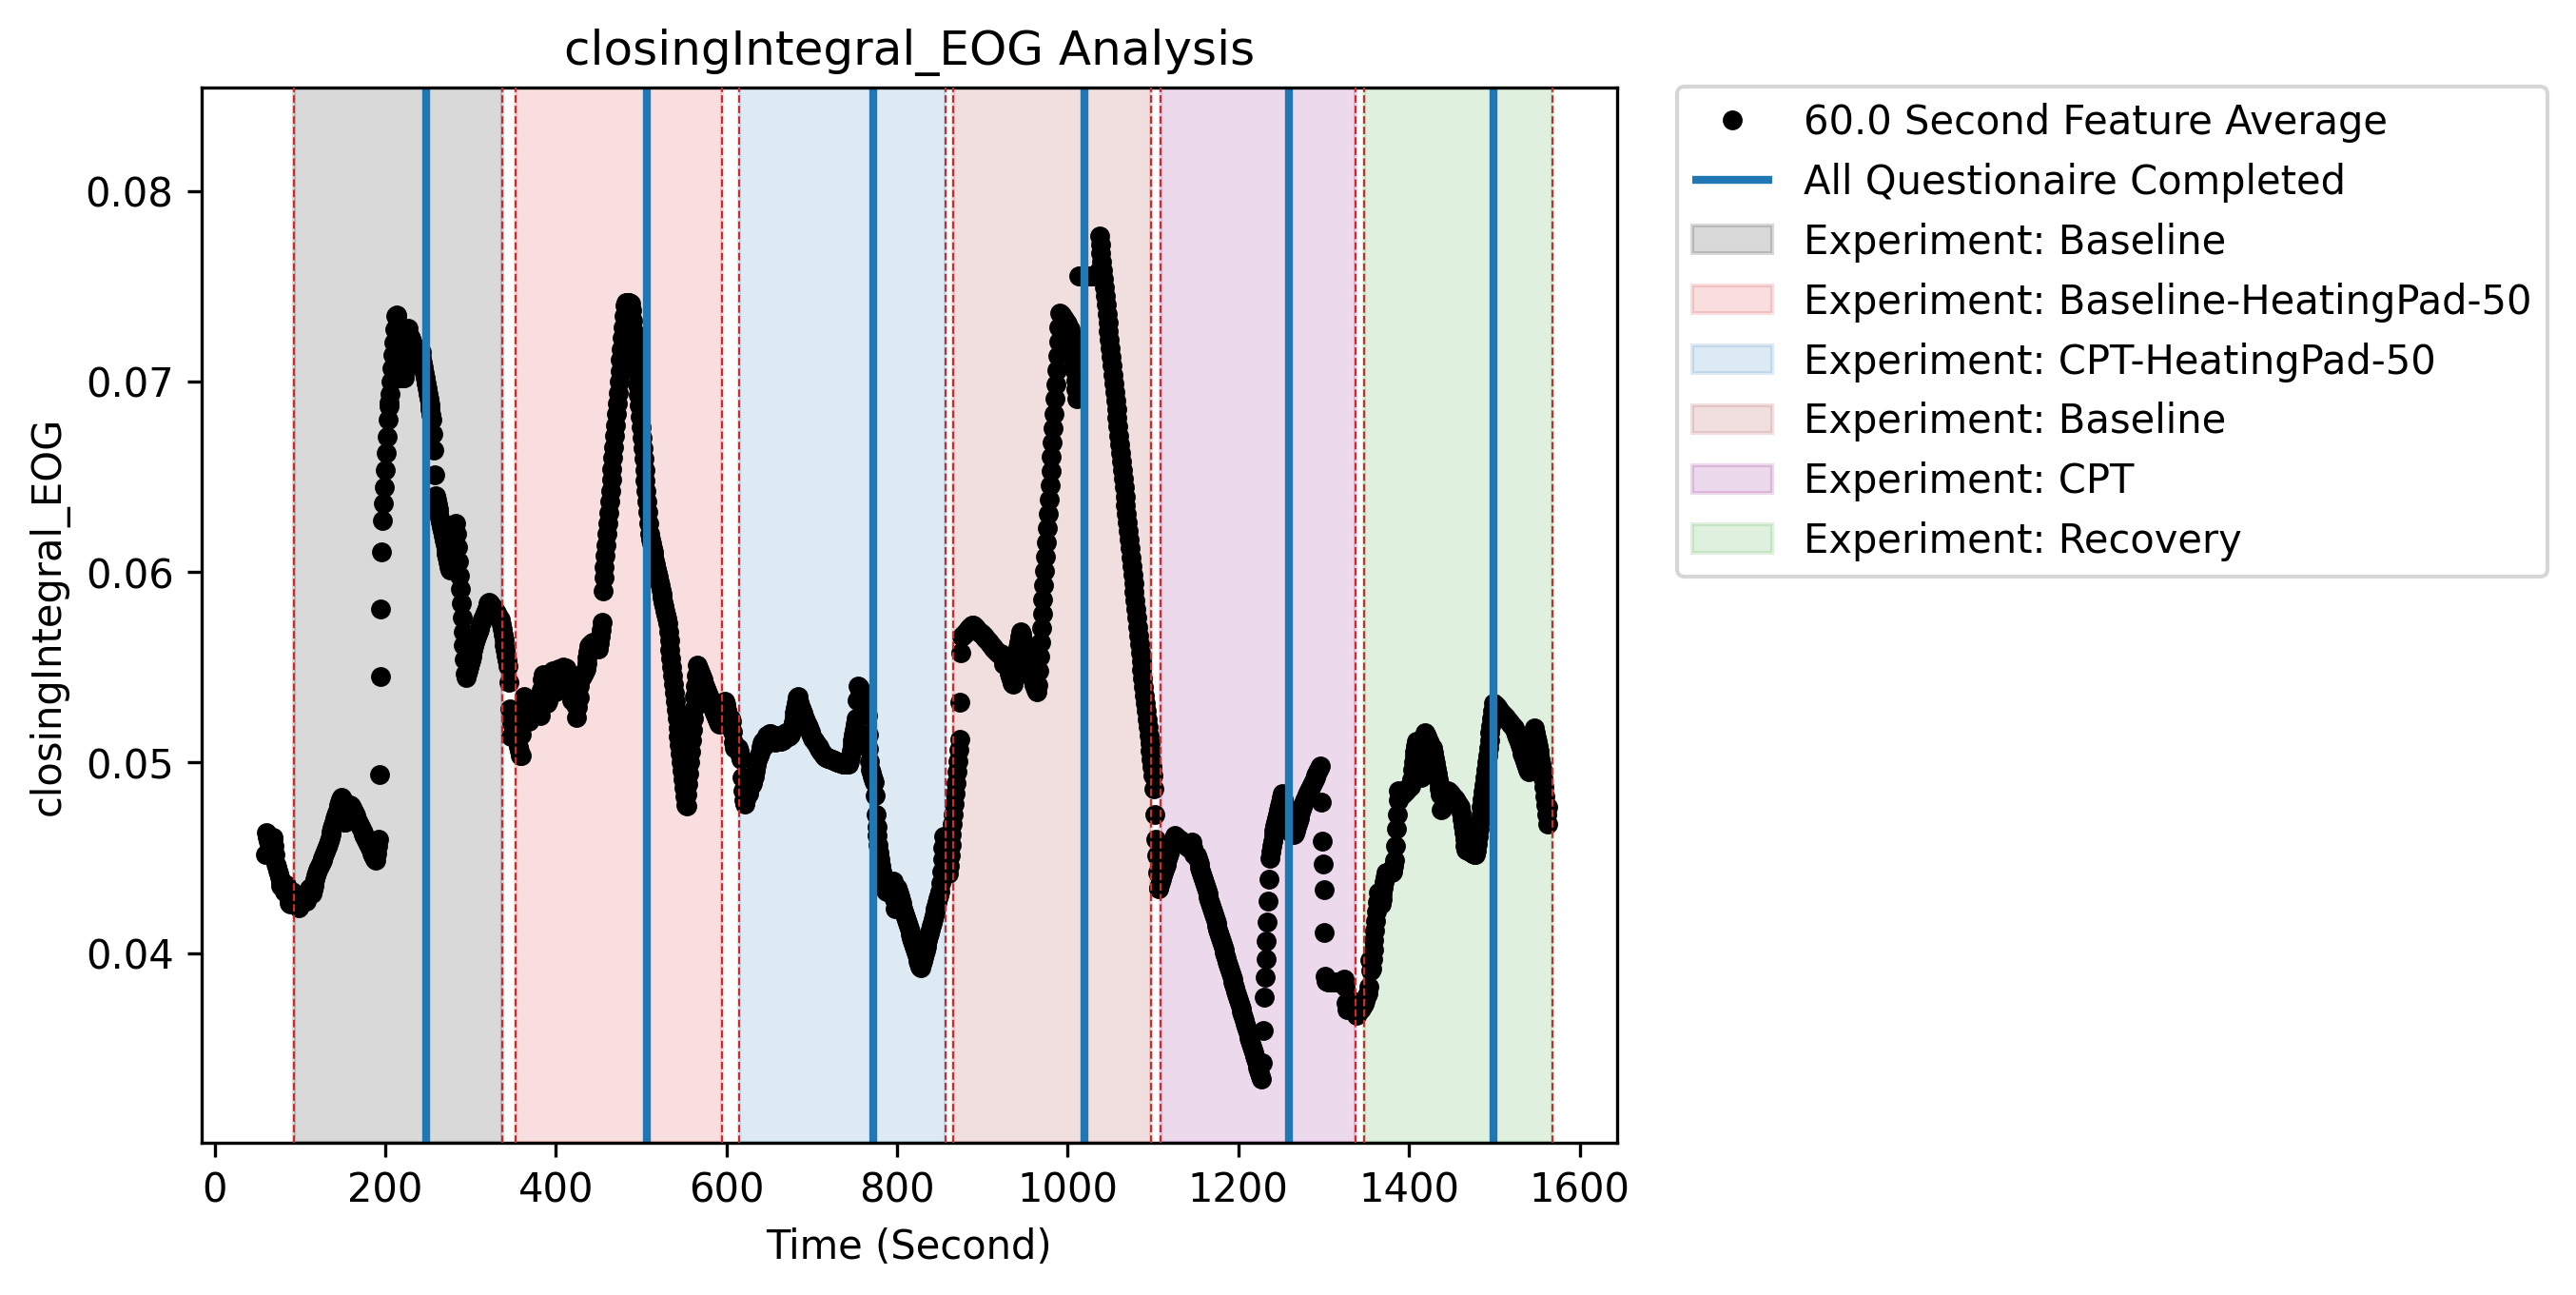 closingIntegral_EOG Analysis
closingIntegral_EOG
0.08
0.07
0.06
0.05
0.04
0
200
400
600
800
1000
1200
1400
1600
Time (Second)
60.0 Second Feature Average
All Questionaire Completed
Experiment: Baseline
Experiment: Baseline-HeatingPad-50
Experiment: CPT-HeatingPad-50
Experiment: Baseline
Experiment: CPT
Experiment: Recovery